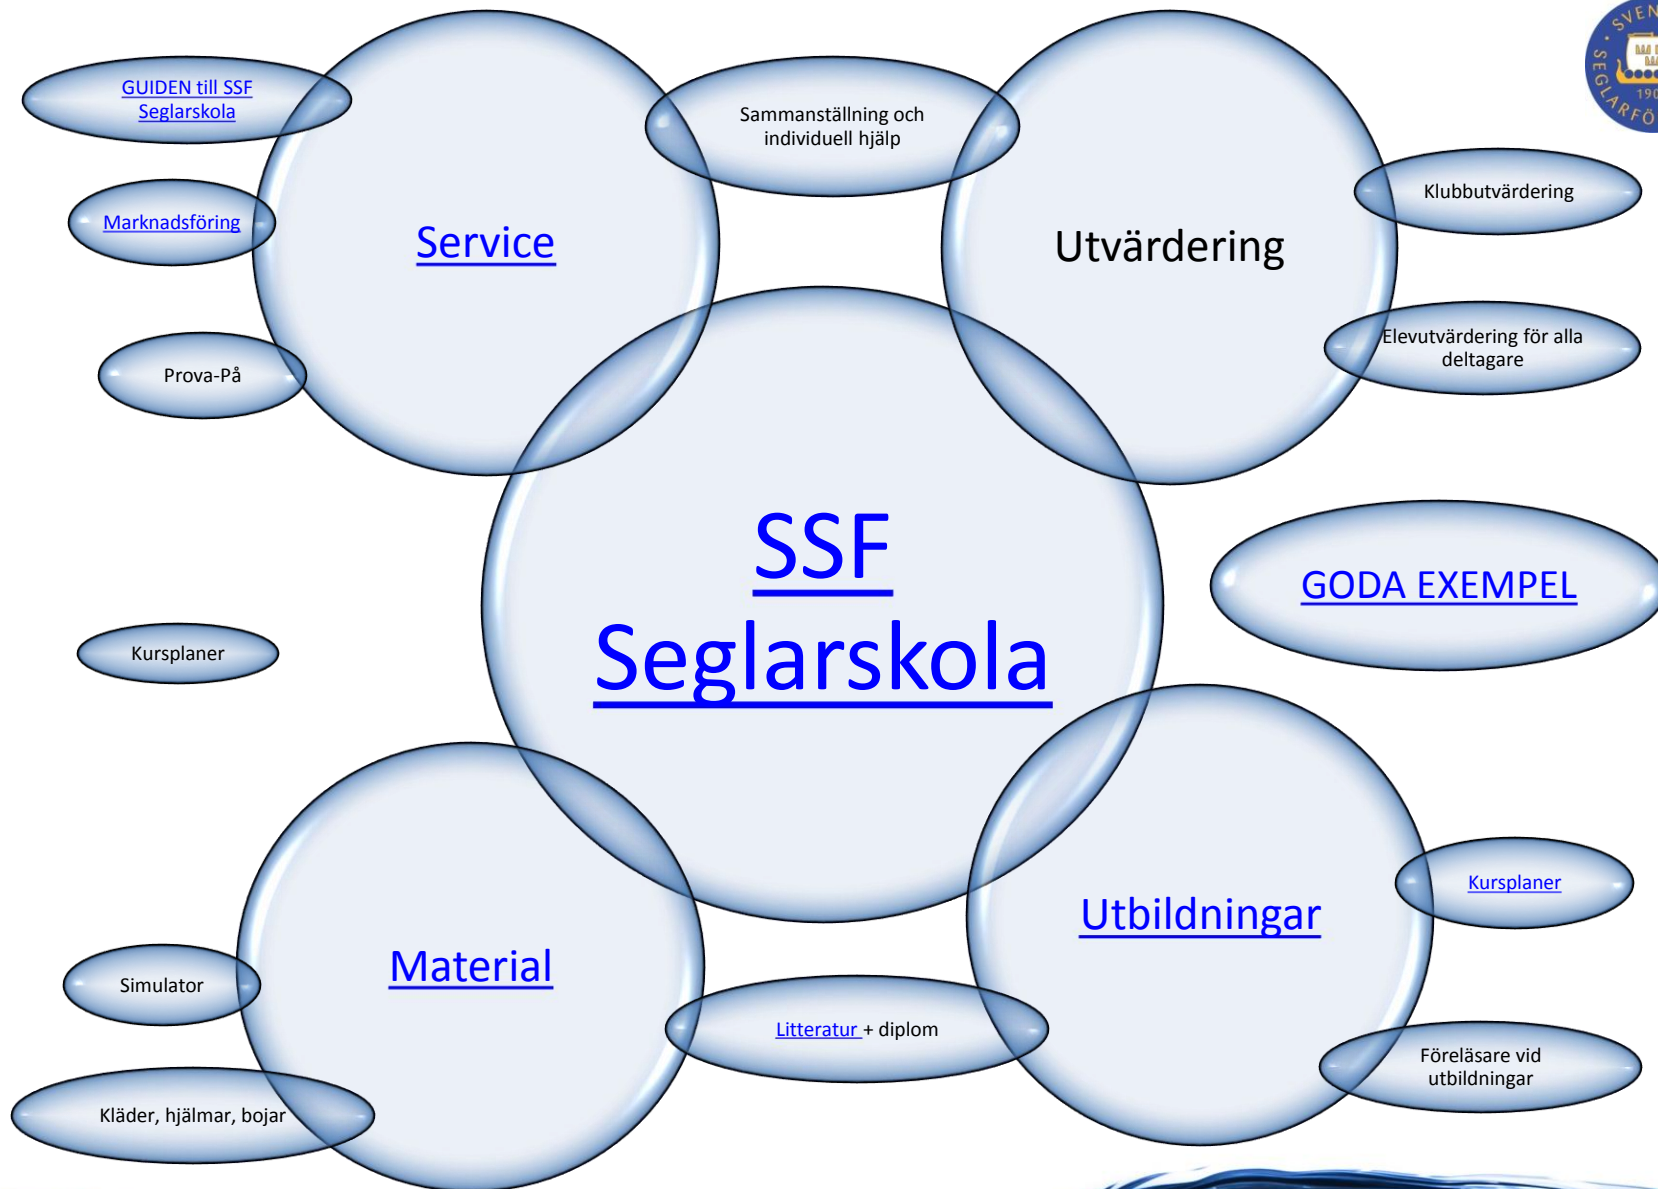 GUIDEN till SSF
Seglarskola
Sammanställning och
individuell hjälp
Klubbutvärdering
Marknadsföring
Service
Utvärdering
Elevutvärdering för alla
deltagare
Prova-På
SSF
Seglarskola
GODA EXEMPEL
Kursplaner
Kursplaner
Utbildningar
Material
Simulator
Litteratur + diplom
Föreläsare vid
utbildningar
Kläder, hjälmar, bojar